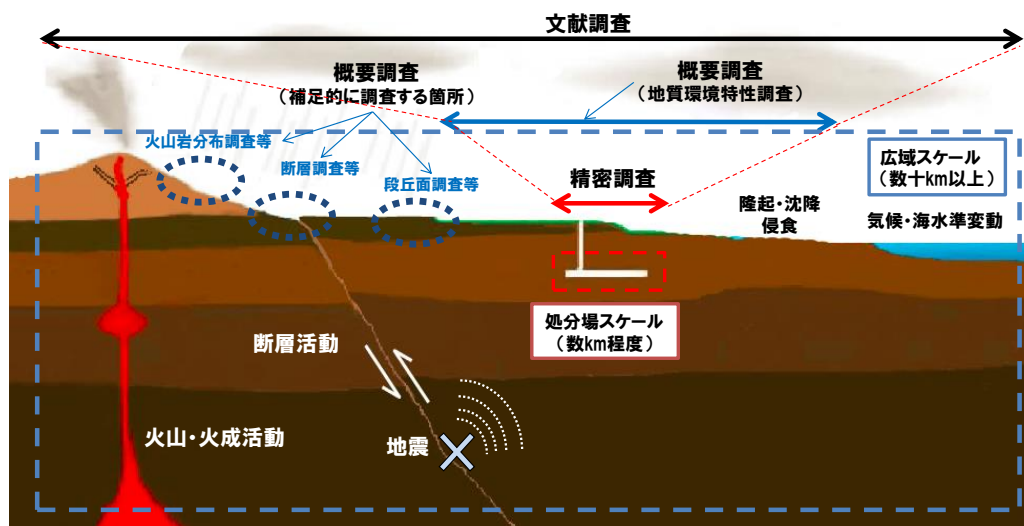 文献調査
概要調査
(補足的に調査する箇所)
概要調査
(地質環境特性調査)
火山岩分布調査等
断層調査等
段丘面調査等
精密調査
広域スケール
(数十km以上)
隆起・沈降
侵食
気候・海水準変動
処分場スケール
(数km程度)
断層活動
火山・火成活動
地震